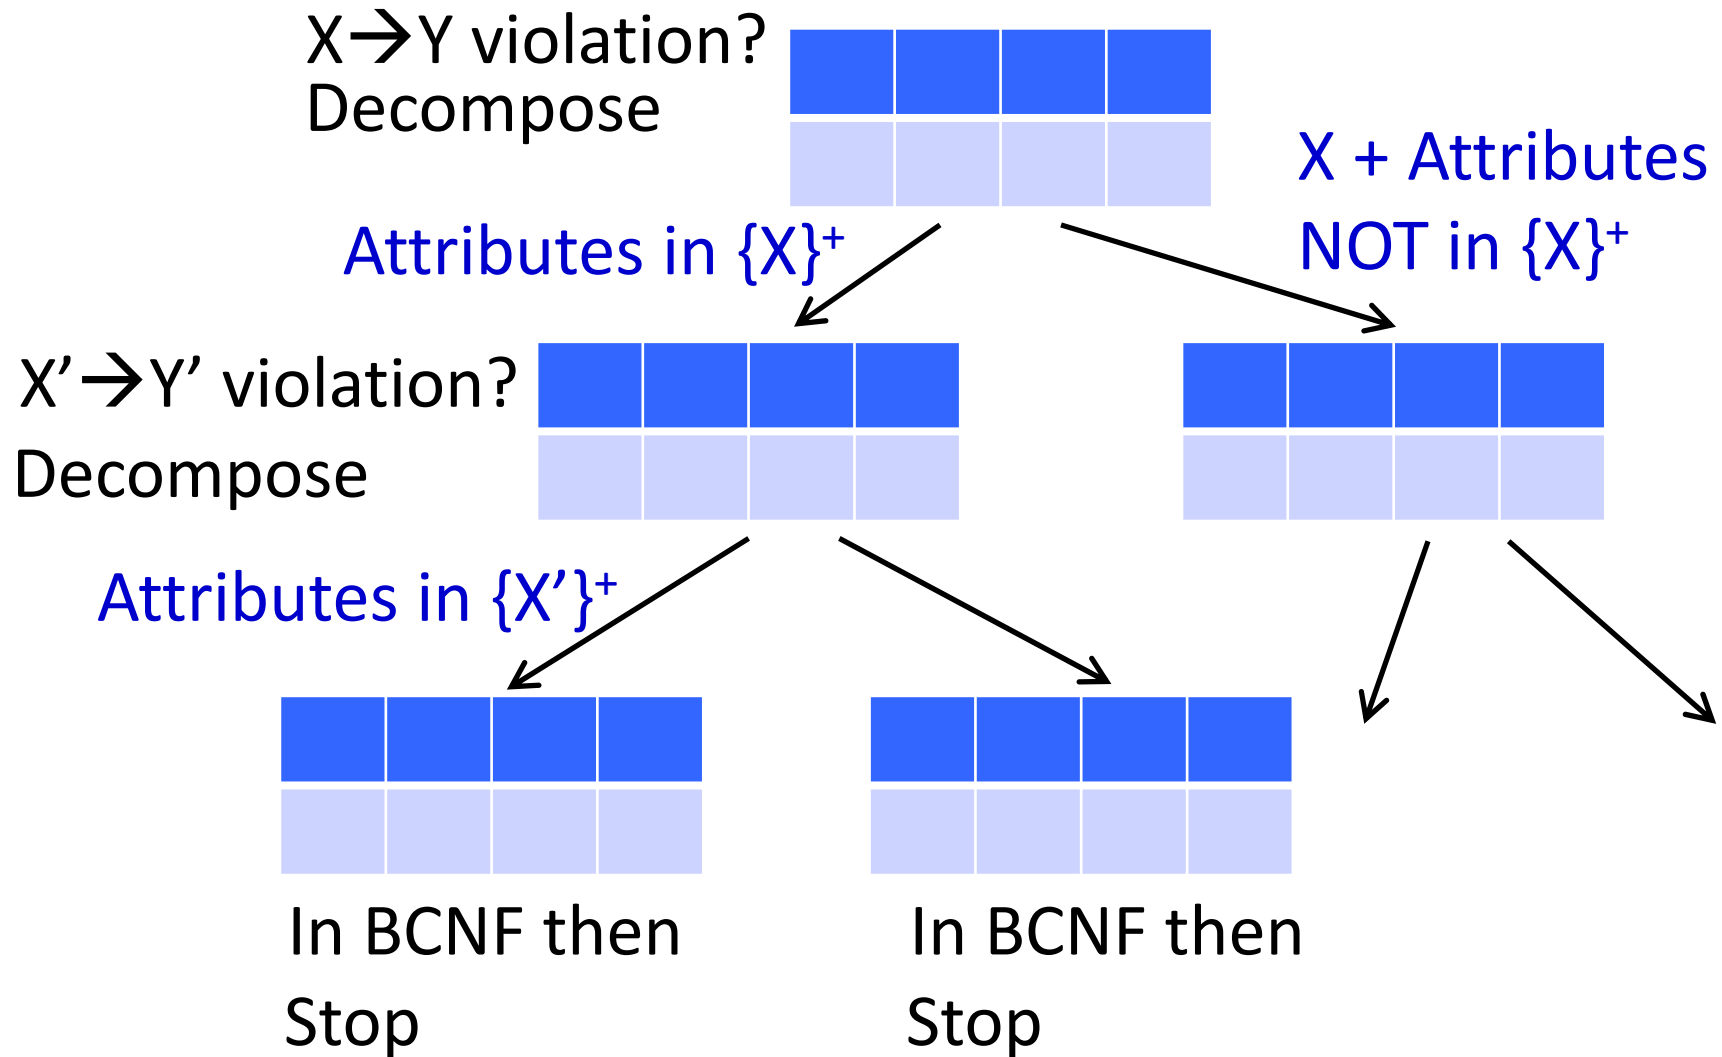 X→Y violation?
Decompose
X + Attributes
NOT in {X}⁺
Attributes in {X}⁺
X’→Y’ violation?
Decompose
Attributes in {X’}⁺
In BCNF then
Stop
In BCNF then
Stop